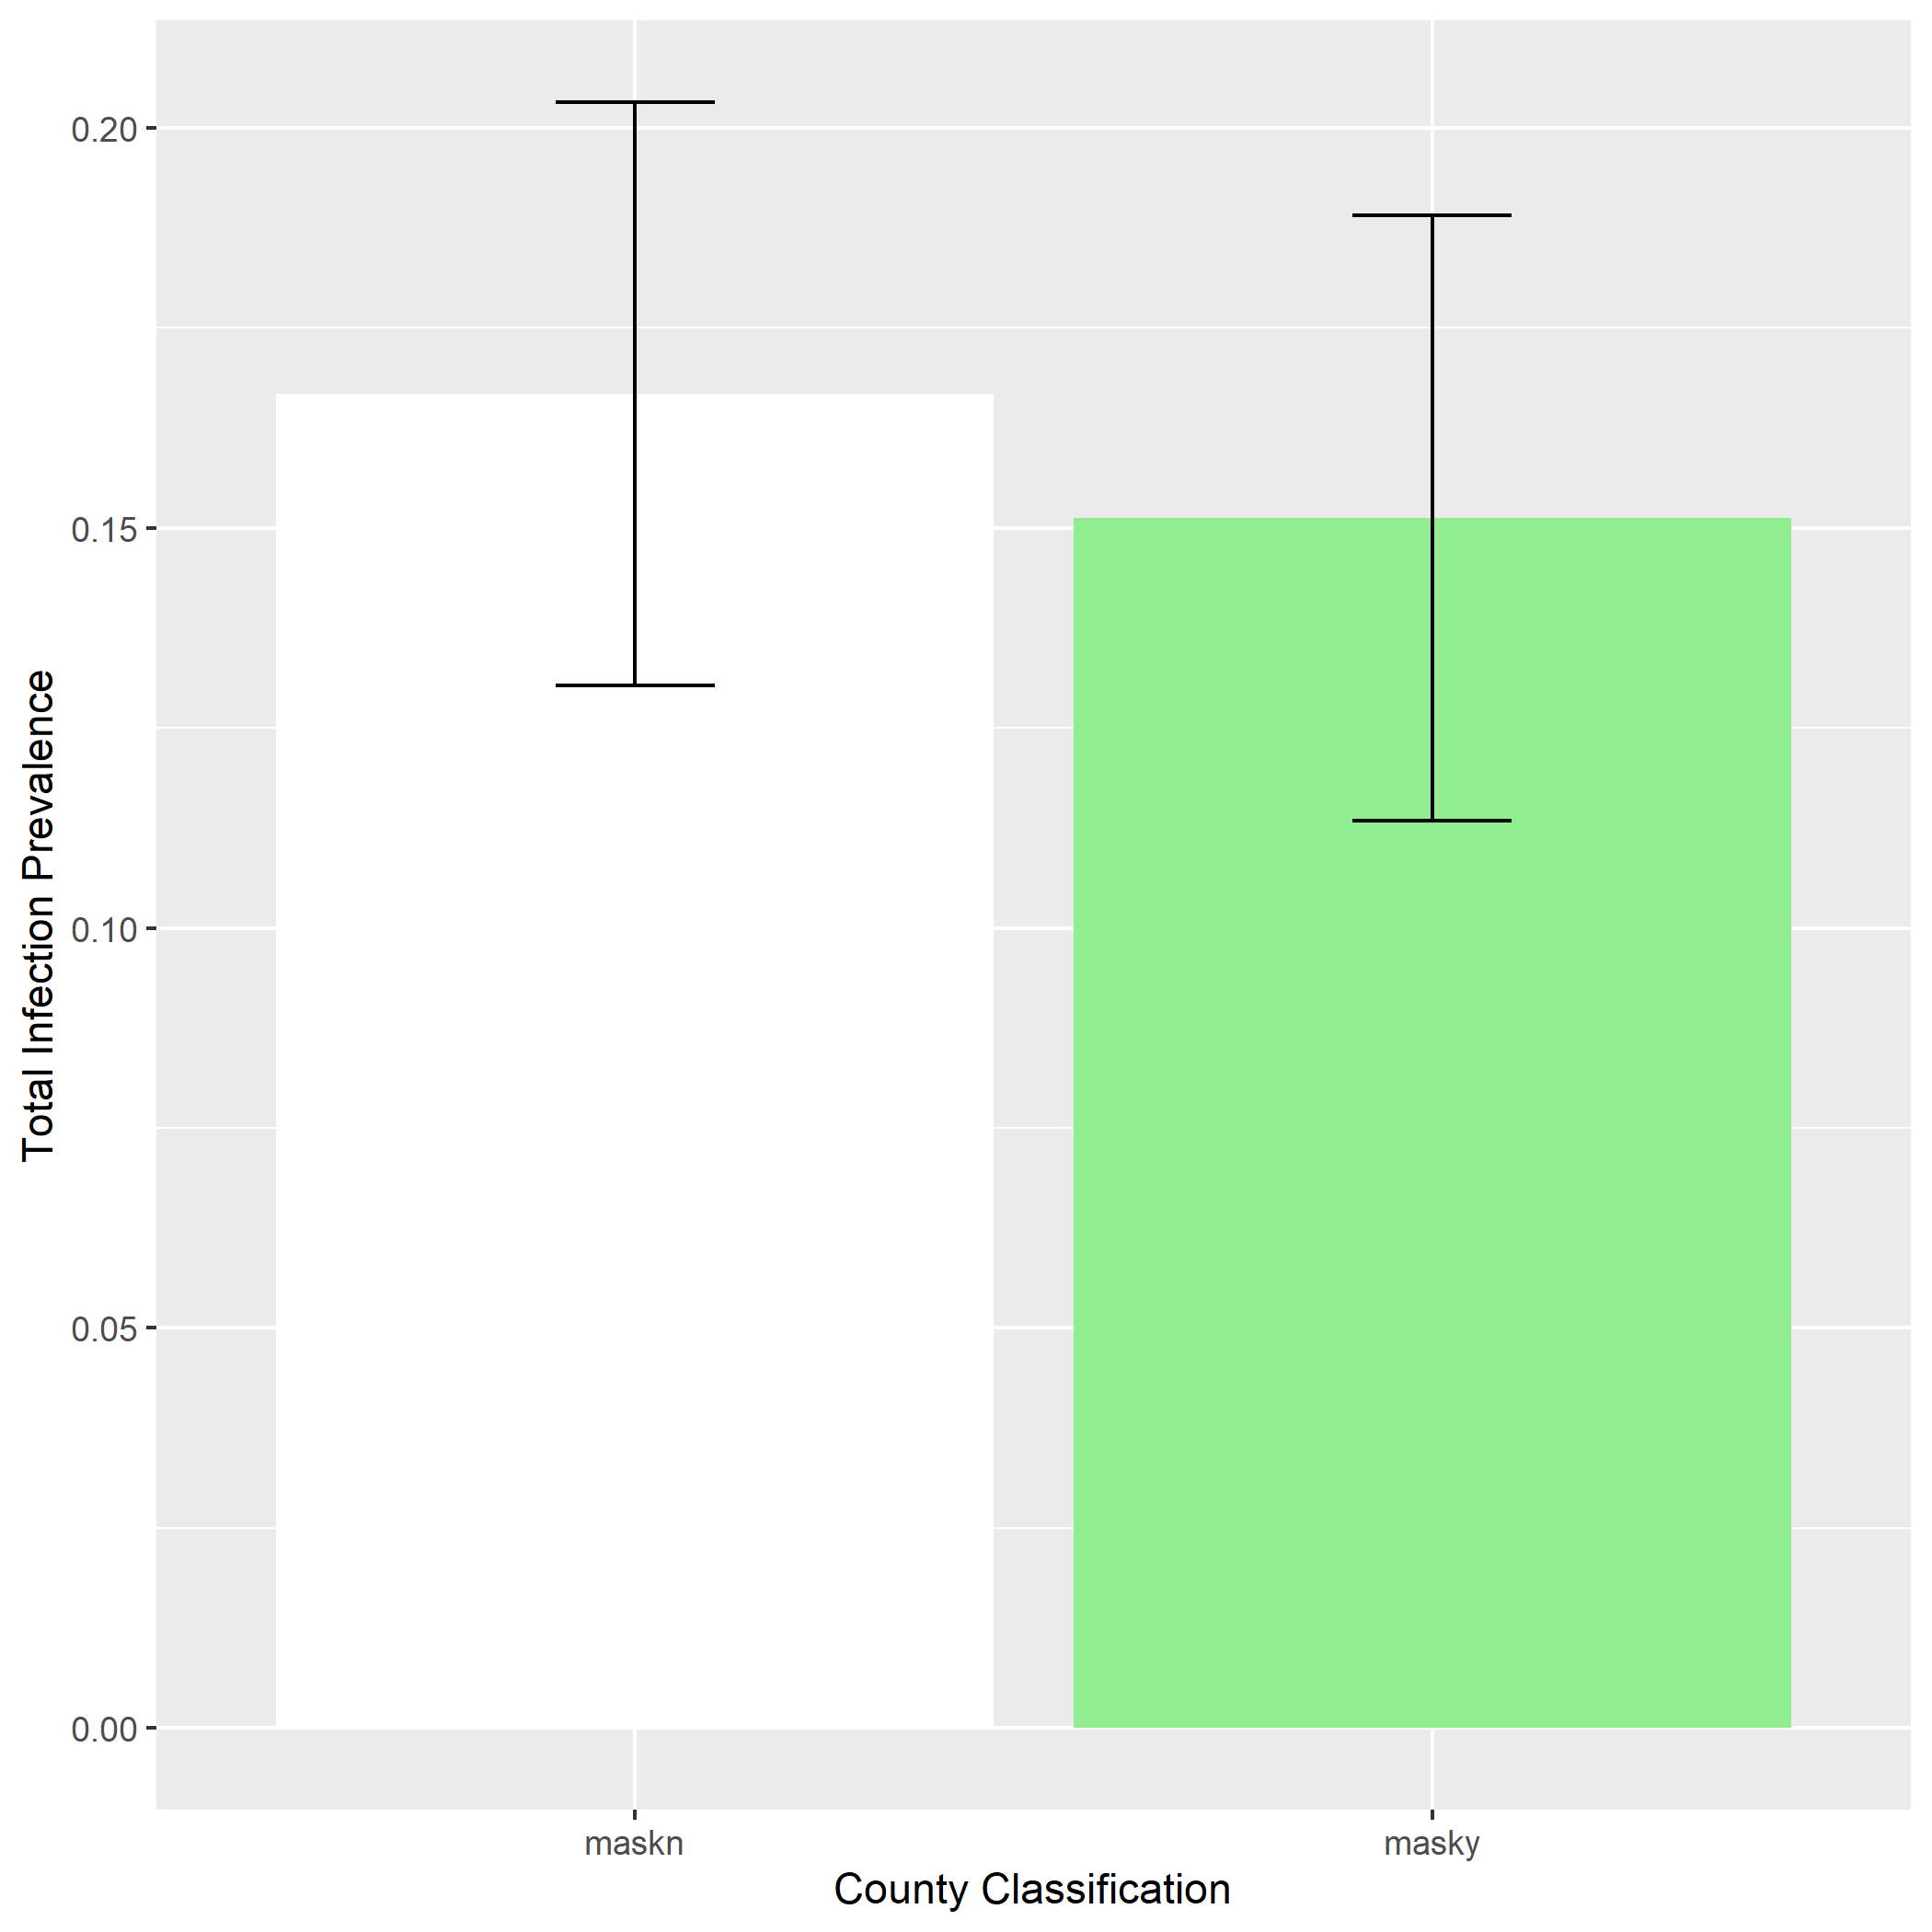 Total Infection Prevalence
0.20
0.15
0.10
0.05
0.00
maskn masky
County Classification